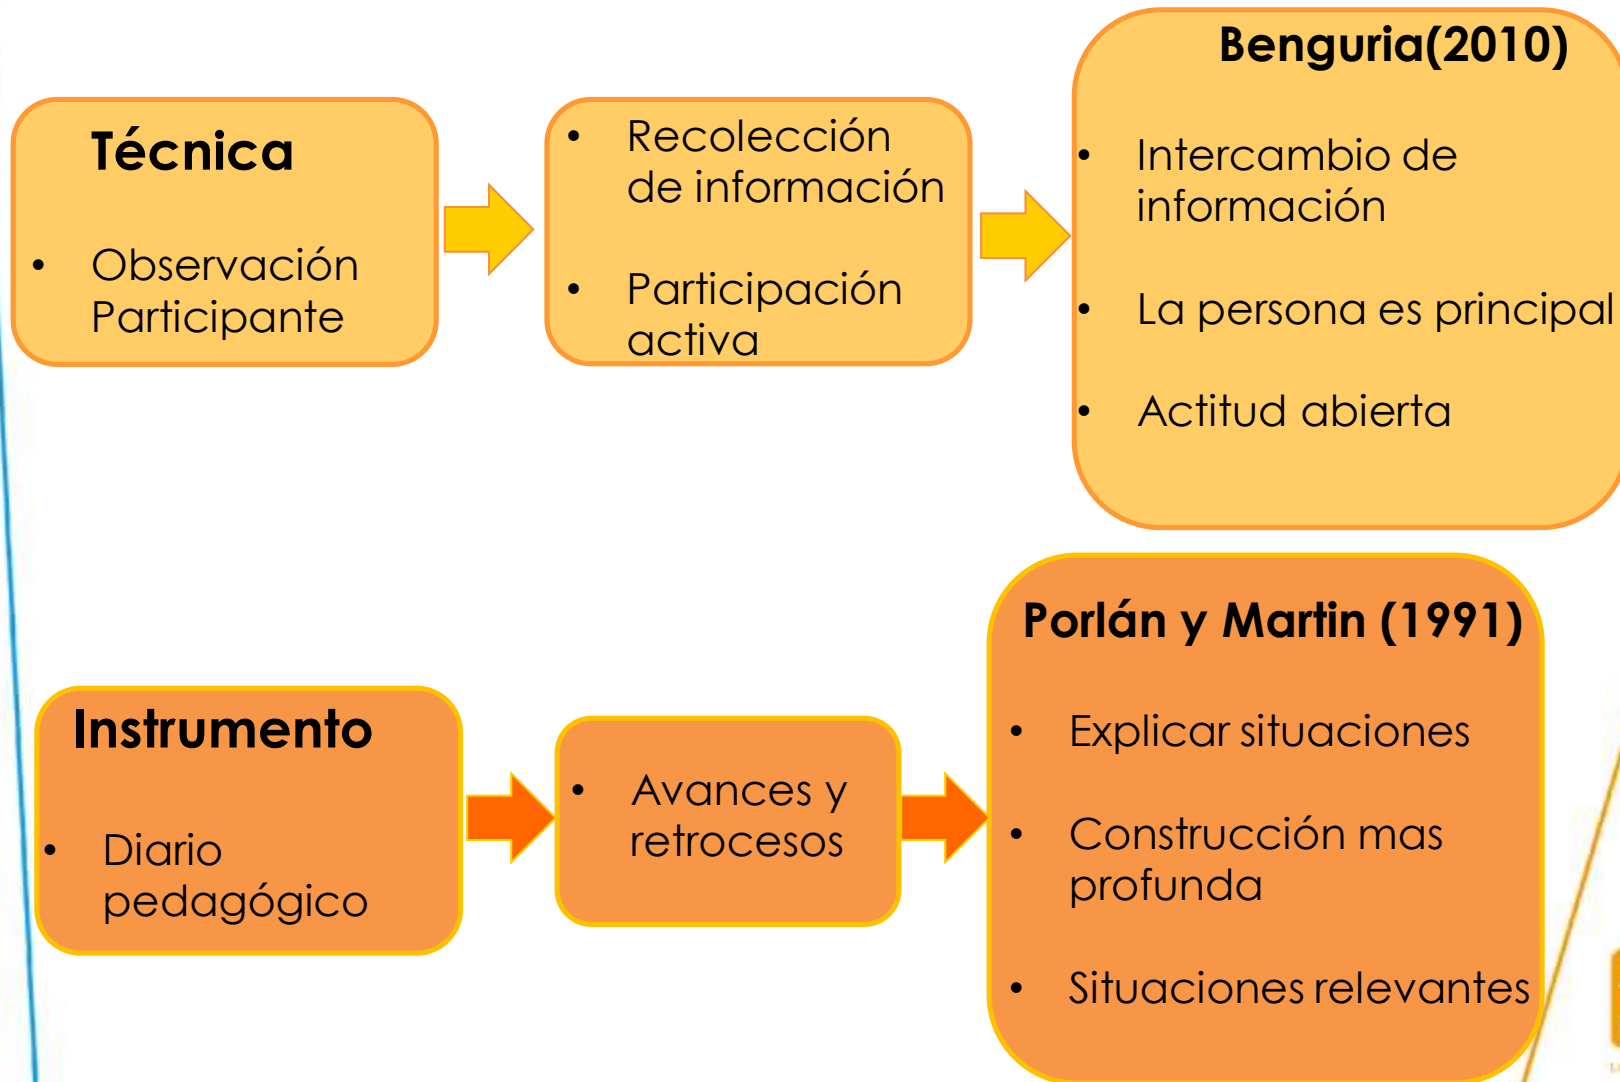 Técnica
• Observación
Participante
• Recolección
de información
• Participación
activa
Benguria(2010)
• Intercambio de
información
• La persona es principal
• Actitud abierta
Instrumento
• Diario
pedagógico
• Avances y
retrocesos
Porlán y Martin (1991)
• Explicar situaciones
• Construcción mas
profunda
• Situaciones relevantes